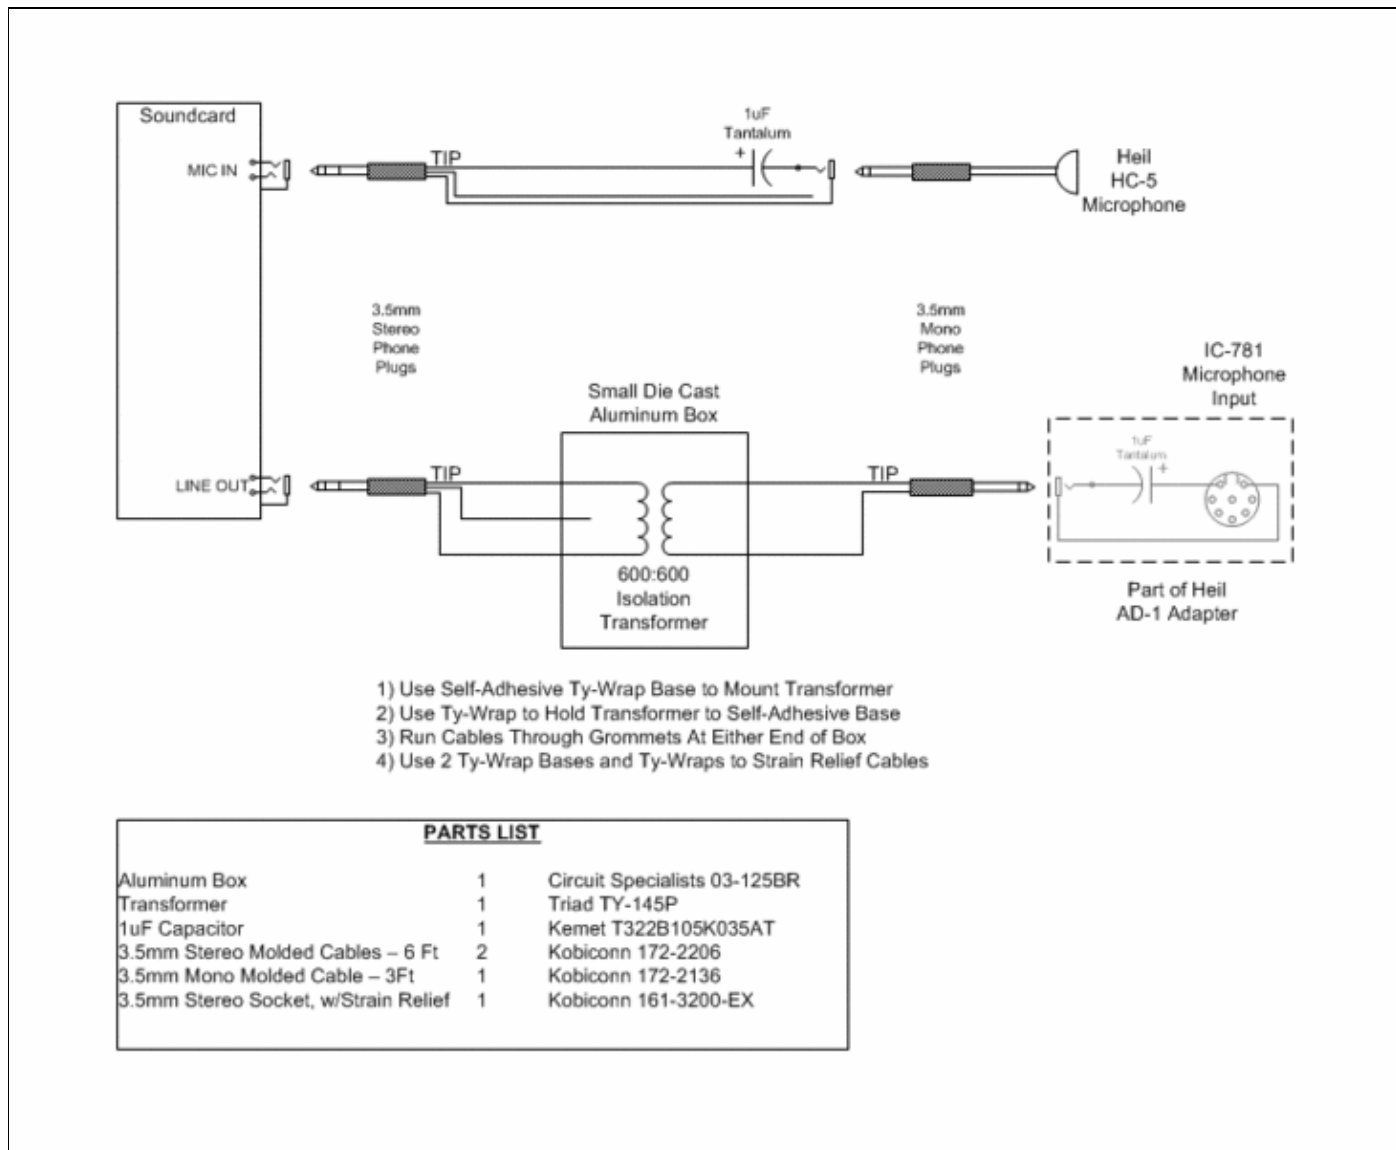 Soundcard
MIC IN
TIP
1uF
Tantalum
+
Heil
HC-5
Microphone
3.5mm
Stereo
Phone
Plugs
3.5mm
Mono
Phone
Plugs
IC-781
Microphone
Input
Small Die Cast
Aluminum Box
LINE OUT
TIP
TIP
1uF
Tantalum
+
600:600
Isolation
Transformer
Part of Heil
AD-1 Adapter
1) Use Self-Adhesive Ty-Wrap Base to Mount Transformer
2) Use Ty-Wrap to Hold Transformer to Self-Adhesive Base
3) Run Cables Through Grommets At Either End of Box
4) Use 2 Ty-Wrap Bases and Ty-Wraps to Strain Relief Cables
PARTS LIST
Aluminum Box 1 Circuit Specialists 03-125BR
Transformer 1 Triad TY-145P
1uF Capacitor 1 Kemet T322B105K035AT
3.5mm Stereo Molded Cables – 6 Ft 2 Kobiconn 172-2206
3.5mm Mono Molded Cable – 3Ft 1 Kobiconn 172-2136
3.5mm Stereo Socket, w/Strain Relief 1 Kobiconn 161-3200-EX